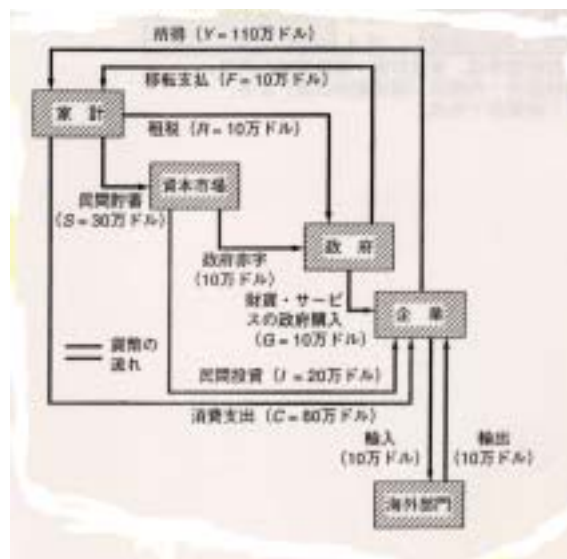 所得 (Y = 110万ドル)
移転支払 (F = 10万ドル)
家 計
租税 (R = 10万ドル)
資本市場
民間貯蓄
(S = 30万ドル)
政 府
政府赤字
(10万ドル)
財貨・サービ
スの政府購入
(G = 10万ドル)
企 業
貨幣の
流れ
民間投資 (I = 20万ドル)
消費支出 (C = 80万ドル)
輸入
(10万ドル)
輸出
(10万ドル)
海外部門